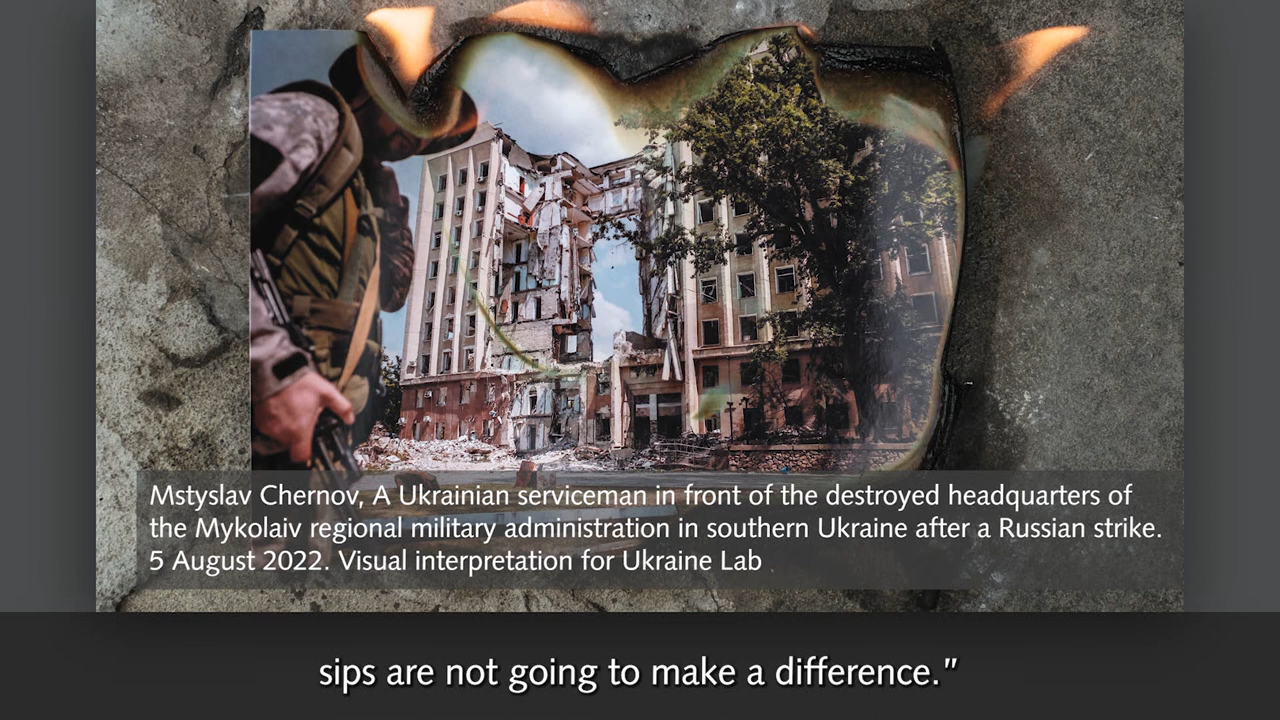 Mstyslav Chernov, A Ukrainian serviceman in front of the destroyed headquarters of
the Mykolaiv regional military administration in southern Ukraine after a Russian strike.
5 August 2022. Visual interpretation for Ukraine Lab
sips are not going to make a difference.”